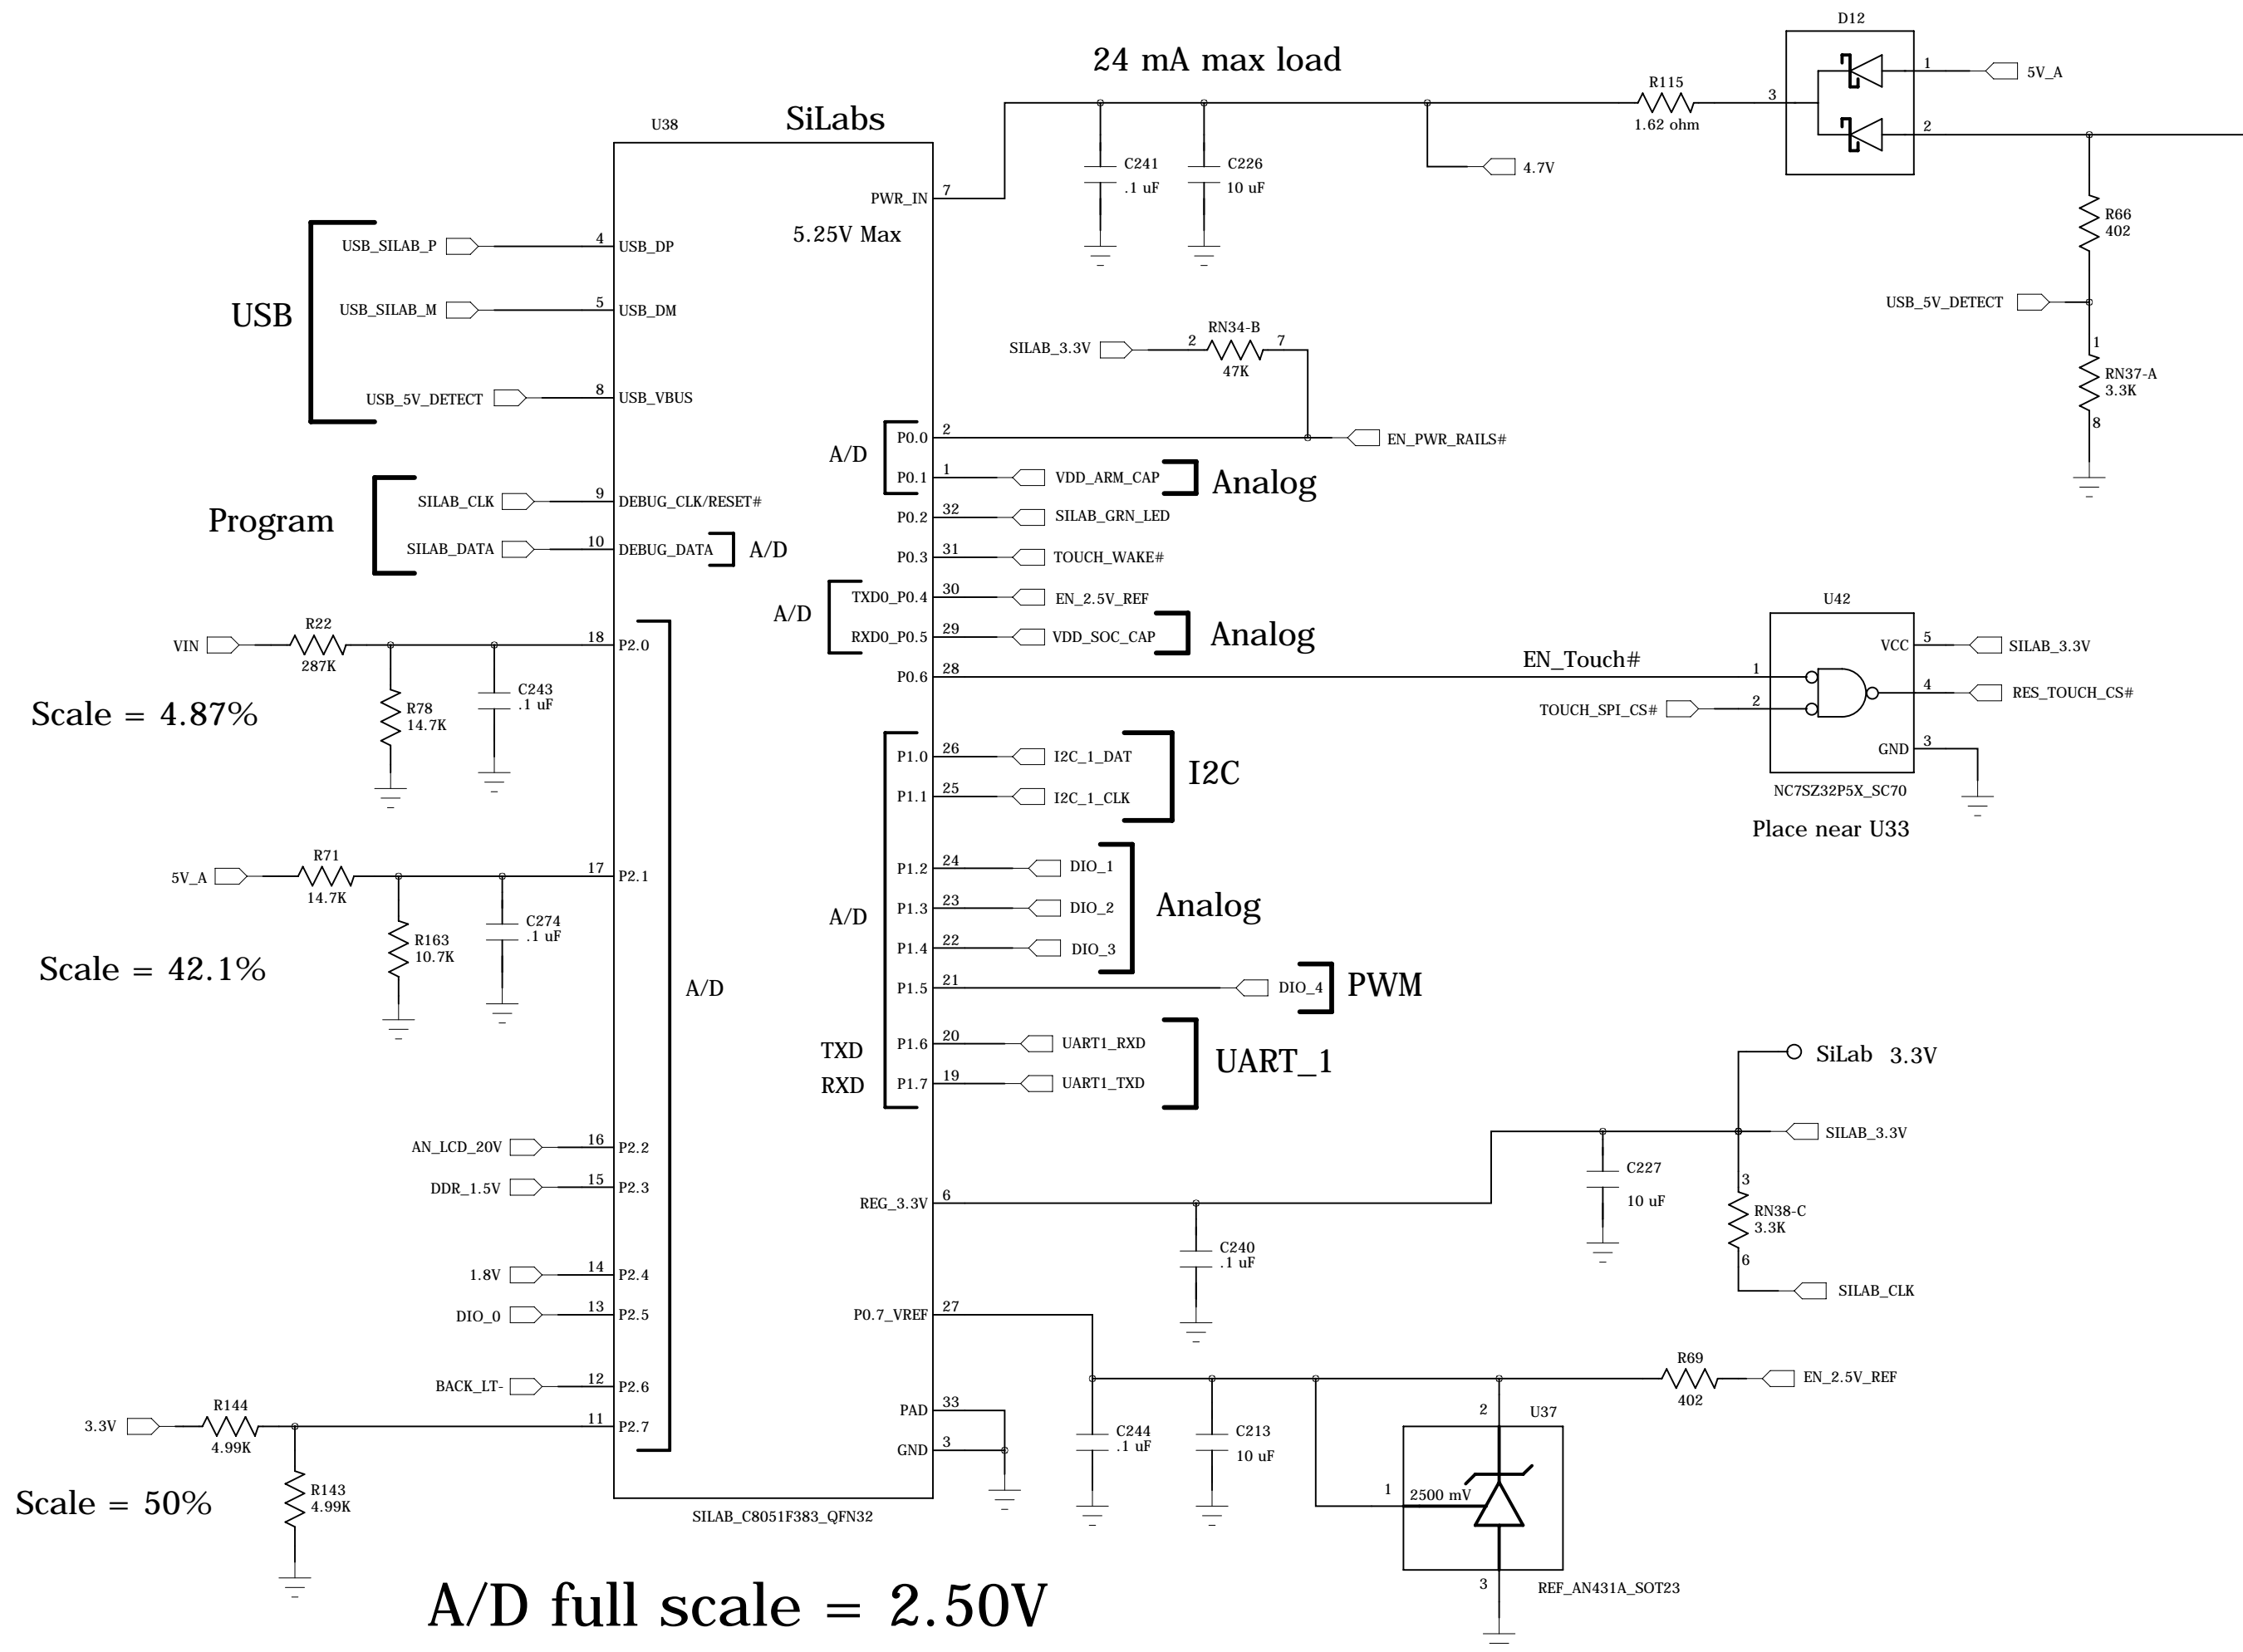 24 mA max load
D12
1
5V_A
2
3
R115
1.62 ohm
SiLabs
U38
C241
.1 uF
C226
10 uF
4.7V
PWR_IN
7
5.25V Max
R66
402
USB_5V_DETECT
1
RN37-A
3.3K
8
USB
USB_SILAB_P
4
USB_DP
USB_SILAB_M
5
USB_DM
USB_5V_DETECT
8
USB_VBUS
SILAB_3.3V
2
RN34-B
7
47K
A/D
P0.0
2
EN_PWR_RAILS#
P0.1
1
VDD_ARM_CAP
Analog
Program
SILAB_CLK
9
DEBUG_CLK/RESET#
SILAB_DATA
10
DEBUG_DATA
A/D
P0.2
32
SILAB_GRN_LED
P0.3
31
TOUCH_WAKE#
A/D
TXD0_P0.4
30
EN_2.5V_REF
RXD0_P0.5
29
VDD_SOC_CAP
Analog
P0.6
28
EN_Touch#
U42
1
VCC
5
SILAB_3.3V
TOUCH_SPI_CS#
2
4
RES_TOUCH_CS#
GND
3
NC7SZ32P5X_SC70
Place near U33
VIN
R22
287K
18
P2.0
R78
14.7K
C243
.1 uF
Scale = 4.87%
P1.0
26
I2C_1_DAT
P1.1
25
I2C_1_CLK
I2C
5V_A
R71
14.7K
17
P2.1
R163
10.7K
C274
.1 uF
Scale = 42.1%
A/D
A/D
P1.2
24
DIO_1
P1.3
23
DIO_2
P1.4
22
DIO_3
Analog
P1.5
21
DIO_4
PWM
TXD
P1.6
20
UART1_RXD
RXD
P1.7
19
UART1_TXD
UART_1
SiLab 3.3V
SILAB_3.3V
AN_LCD_20V
16
P2.2
DDR_1.5V
15
P2.3
REG_3.3V
6
C240
.1 uF
C227
10 uF
3
RN38-C
3.3K
6
SILAB_CLK
1.8V
14
P2.4
DIO_0
13
P2.5
BACK_LT-
12
P2.6
3.3V
R144
4.99K
11
P2.7
R143
4.99K
Scale = 50%
P0.7_VREF
27
PAD
33
GND
3
C244
.1 uF
C213
10 uF
R69
402
EN_2.5V_REF
2
U37
1
2500 mV
3
REF_AN431A_SOT23
SILAB_C8051F383_QFN32
A/D full scale = 2.50V